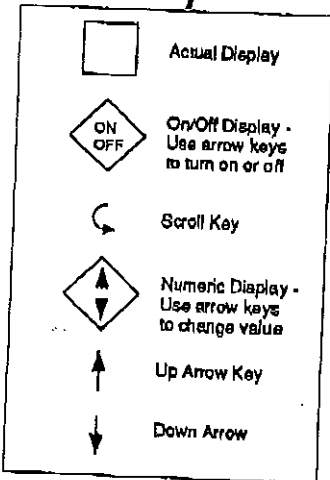 Actual Display
ON
OFF
On/Off Display -
Use arrow keys
to turn on or off
Scroll Key
Numeric Display -
Use arrow keys
to change value
Up Arrow Key
Down Arrow